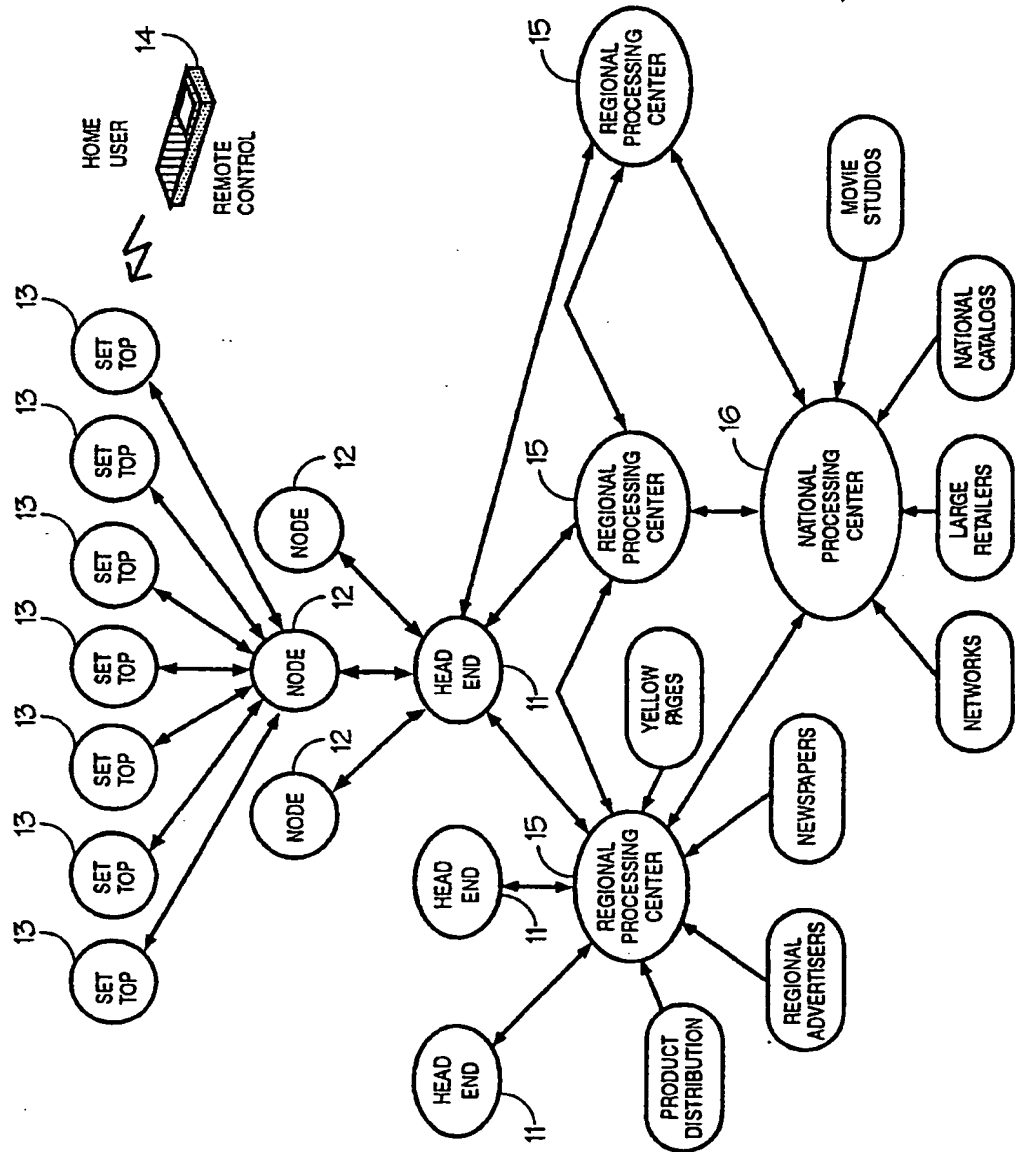 HOME
USER
14
REMOTE
CONTROL
13
SET
TOP
13
SET
TOP
13
SET
TOP
13
SET
TOP
13
SET
TOP
13
SET
TOP
13
SET
TOP
NODE
12
NODE
12
NODE
12
HEAD
END
11
HEAD
END
11
HEAD
END
11
REGIONAL
PROCESSING
CENTER
15
REGIONAL
PROCESSING
CENTER
15
REGIONAL
PROCESSING
CENTER
15
YELLOW
PAGES
PRODUCT
DISTRIBUTION
REGIONAL
ADVERTISERS
NEWSPAPERS
NATIONAL
PROCESSING
CENTER
16
NETWORKS
LARGE
RETAILERS
NATIONAL
CATALOGS
MOVIE
STUDIOS